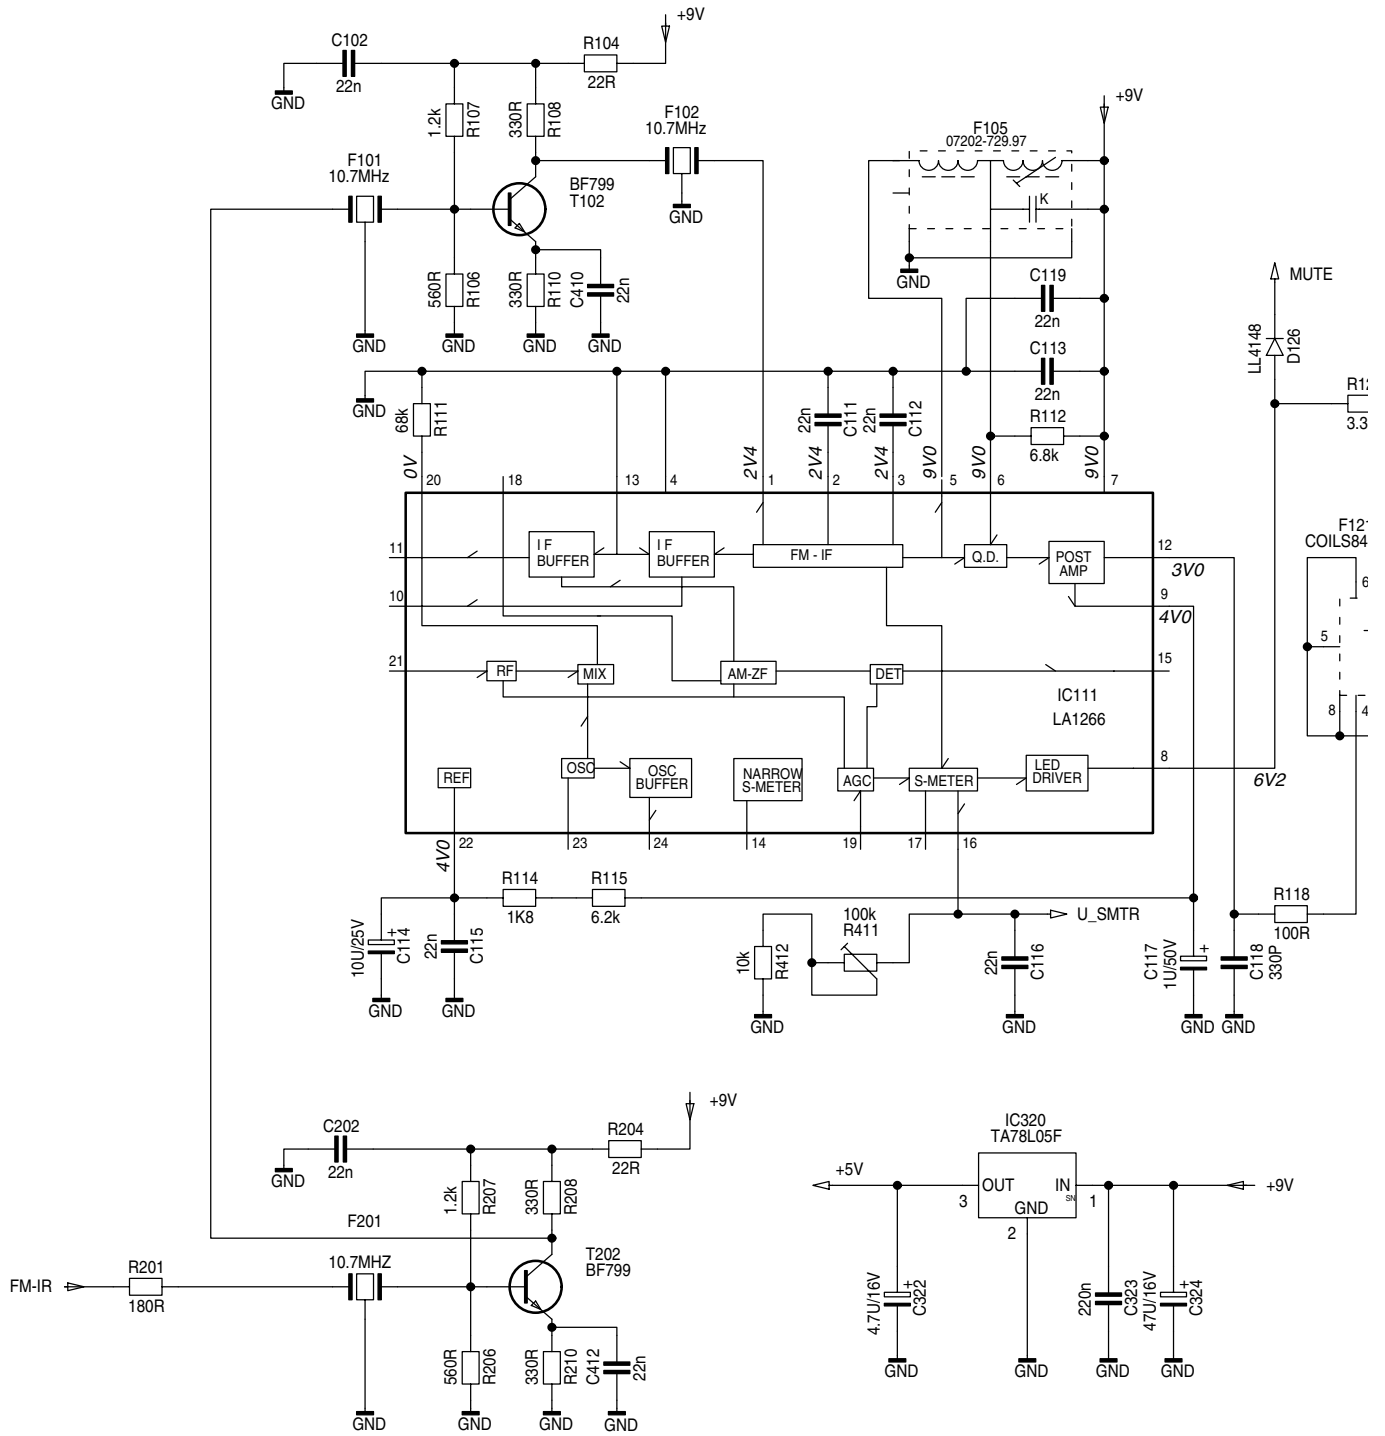 +9V
C102
22n
GND
R104
22R
1.2k
R107
330R
R108
F102
10.7MHz
GND
F101
10.7MHz
BF799
T102
560R
R106
330R
R110
C410
22n
GND
GND
GND
GND
+9V
F105
07202-729.97
K
GND
C119
22n
C113
22n
R112
6.8k
MUTE
LL4148
D126
R12
3.3
GND
68k
R111
22n
C111
22n
C112
0V
2V4
2V4
2V4
9V0
9V0
9V0
20
18
13
4
1
2
3
5
6
7
11
IF
BUFFER
IF
BUFFER
FM - IF
Q.D.
POST
AMP
12
3V0
10
9
4V0
21
RF
MIX
AM-ZF
DET
15
IC111
LA1266
REF
OSC
OSC
BUFFER
NARROW
S-METER
AGC
S-METER
LED
DRIVER
8
6V2
4V0
22
23
24
14
19
17
16
F121
COILS84
6
5
8
4
R114
1K8
R115
6.2k
10U/25V
+
C114
22n
C115
GND
GND
100k
R411
10k
R412
GND
U_SMTR
22n
C116
GND
C117
1U/50V
+
C118
330P
GND
GND
R118
100R
+9V
C202
22n
GND
R204
22R
1.2k
R207
330R
R208
F201
10.7MHZ
FM-IR
R201
180R
T202
BF799
560R
R206
330R
R210
C412
22n
GND
GND
GND
GND
IC320
TA78L05F
+5V
3
OUT
IN
SN
GND
1
2
+9V
4.7U/16V
+
C322
220n
C323
47U/16V
+
C324
GND
GND
GND
GND